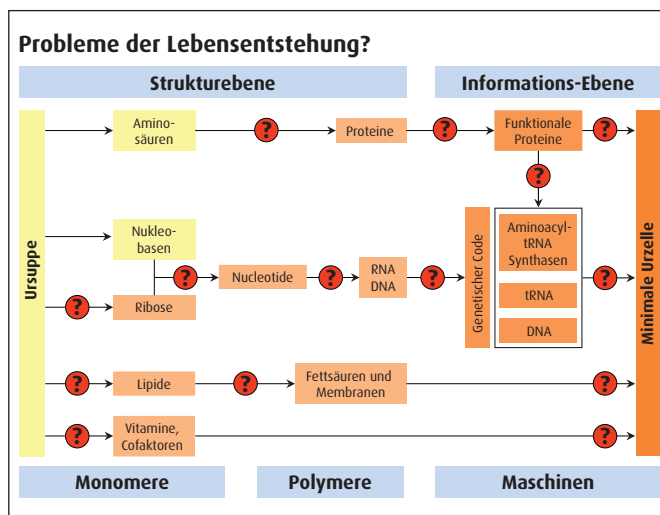 Probleme der Lebensentstehung?
Strukturebene
Informations-Ebene
Ursuppe
Amino-
säuren
?
Proteine
?
Funktionale
Proteine
?
?
Nukleo-
basen
?
Ribose
?
Nucleotide
?
RNA
DNA
?
Genetischer Code
Aminoacyl-
tRNA
Synthasen
tRNA
DNA
?
?
Lipide
?
Fettsäuren und
Membranen
?
?
Vitamine,
Cofaktoren
?
Minimale Urzelle
Monomere
Polymere
Maschinen